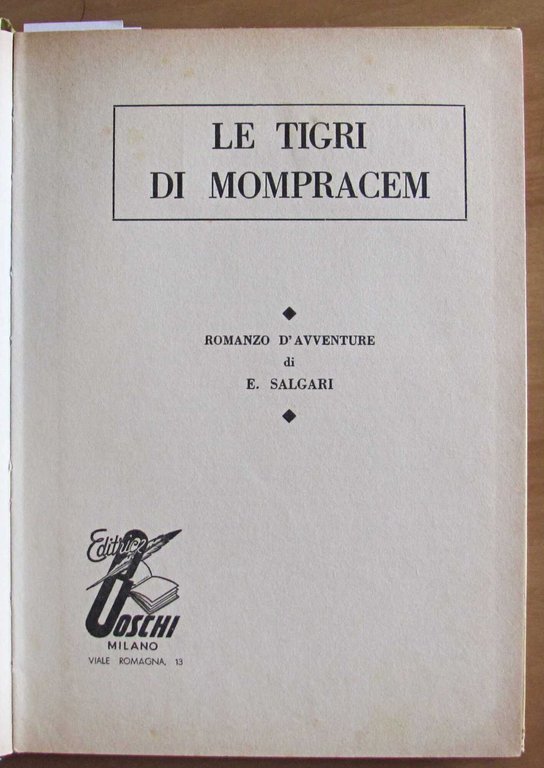 LE TIGRI
DI MOMPRACEM
ROMANZO D'AVVENTURE
di
E. SALGARI
Editrice
BOSCHI
MILANO
VIALE ROMAGNA, 13